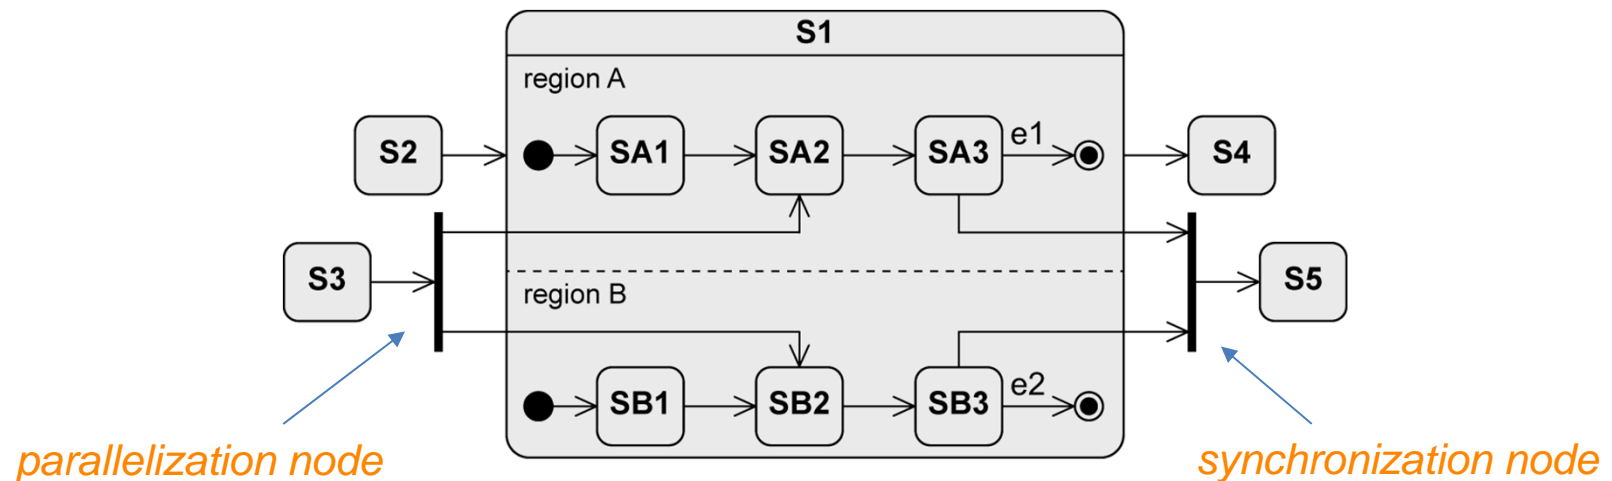 S1
region A
S2
SA1
SA2
SA3
e1
S4
S3
region B
S5
SB1
SB2
SB3
e2
parallelization node
synchronization node